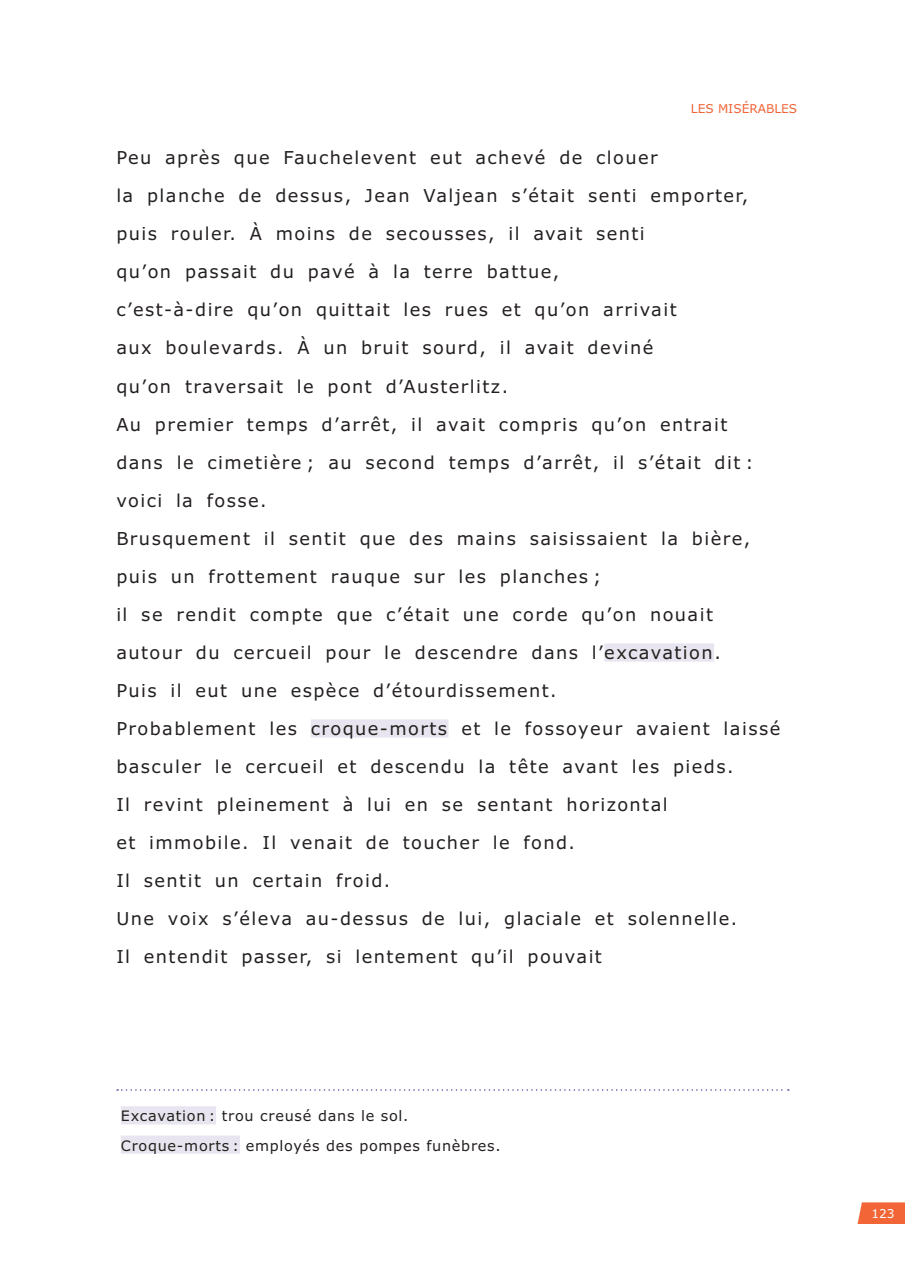 LES MISÉRABLES
Peu après que Fauchelevent eut achevé de clouer
la planche de dessus, Jean Valjean s’était senti emporter,
puis rouler. À moins de secousses, il avait senti
qu’on passait du pavé à la terre battue,
c’est-à-dire qu’on quittait les rues et qu’on arrivait
aux boulevards. À un bruit sourd, il avait deviné
qu’on traversait le pont d’Austerlitz.
Au premier temps d’arrêt, il avait compris qu’on entrait
dans le cimetière ; au second temps d’arrêt, il s’était dit :
voici la fosse.
Brusquement il sentit que des mains saisissaient la bière,
puis un frottement rauque sur les planches ;
il se rendit compte que c’était une corde qu’on nouait
autour du cercueil pour le descendre dans l’excavation.
Puis il eut une espèce d’étourdissement.
Probablement les croque-morts et le fossoyeur avaient laissé
basculer le cercueil et descendu la tête avant les pieds.
Il revint pleinement à lui en se sentant horizontal
et immobile. Il venait de toucher le fond.
Il sentit un certain froid.
Une voix s’éleva au-dessus de lui, glaciale et solennelle.
Il entendit passer, si lentement qu’il pouvait
Excavation : trou creusé dans le sol.
Croque-morts : employés des pompes funèbres.
123